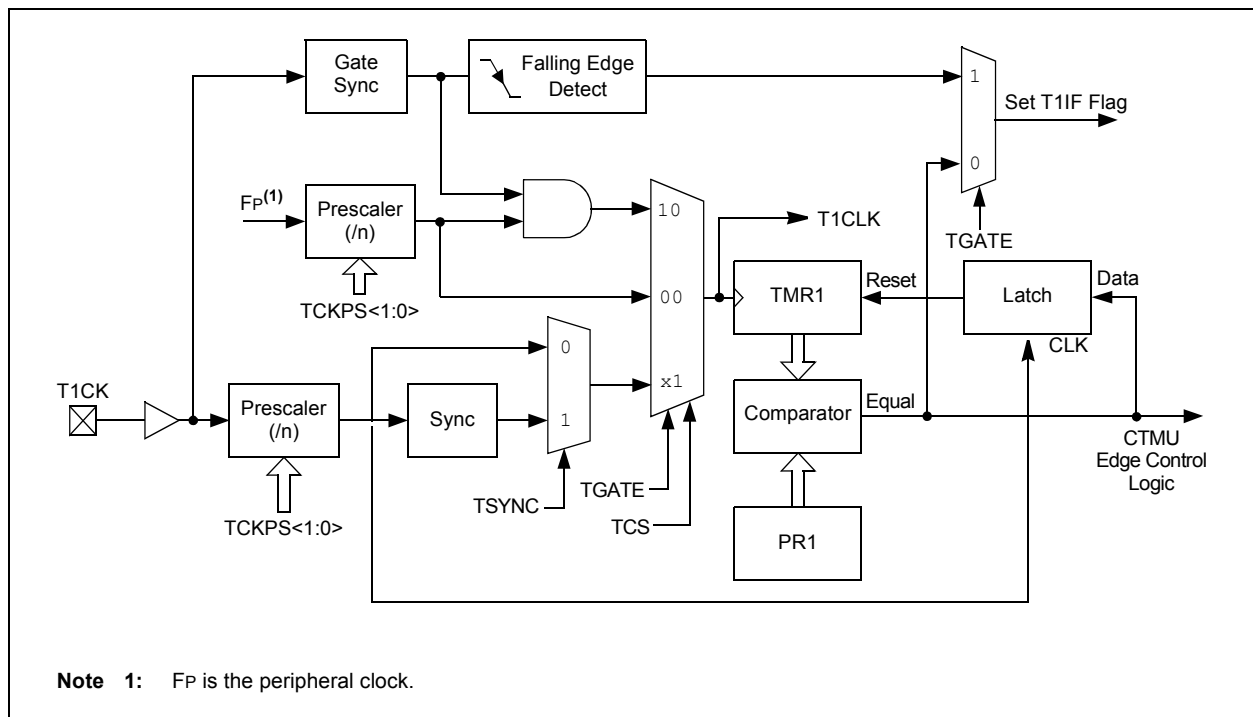 Gate
Sync
Falling Edge
Detect
1
Set T1IF Flag
0
FP(1)
Prescaler
(/n)
10
T1CLK
TGATE
TCKPS<1:0>
00
TMR1
Reset
Latch
Data
CLK
0
T1CK
Prescaler
(/n)
Sync
1
x1
Comparator
Equal
CTMU
Edge Control
Logic
TSYNC
TGATE
TCS
TCKPS<1:0>
PR1
Note 1: FP is the peripheral clock.